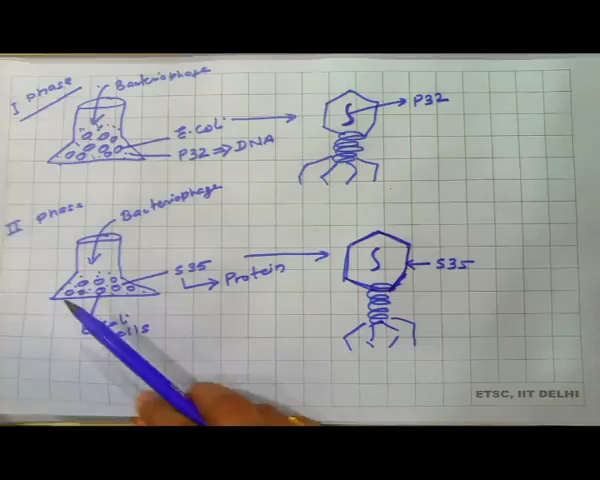 I phase
Bacteriophage
E.coli
P32 ⇒ DNA
S
P32
II phase
Bacteriophage
S35
Protein
S
S35
ETSC, IIT DELHI